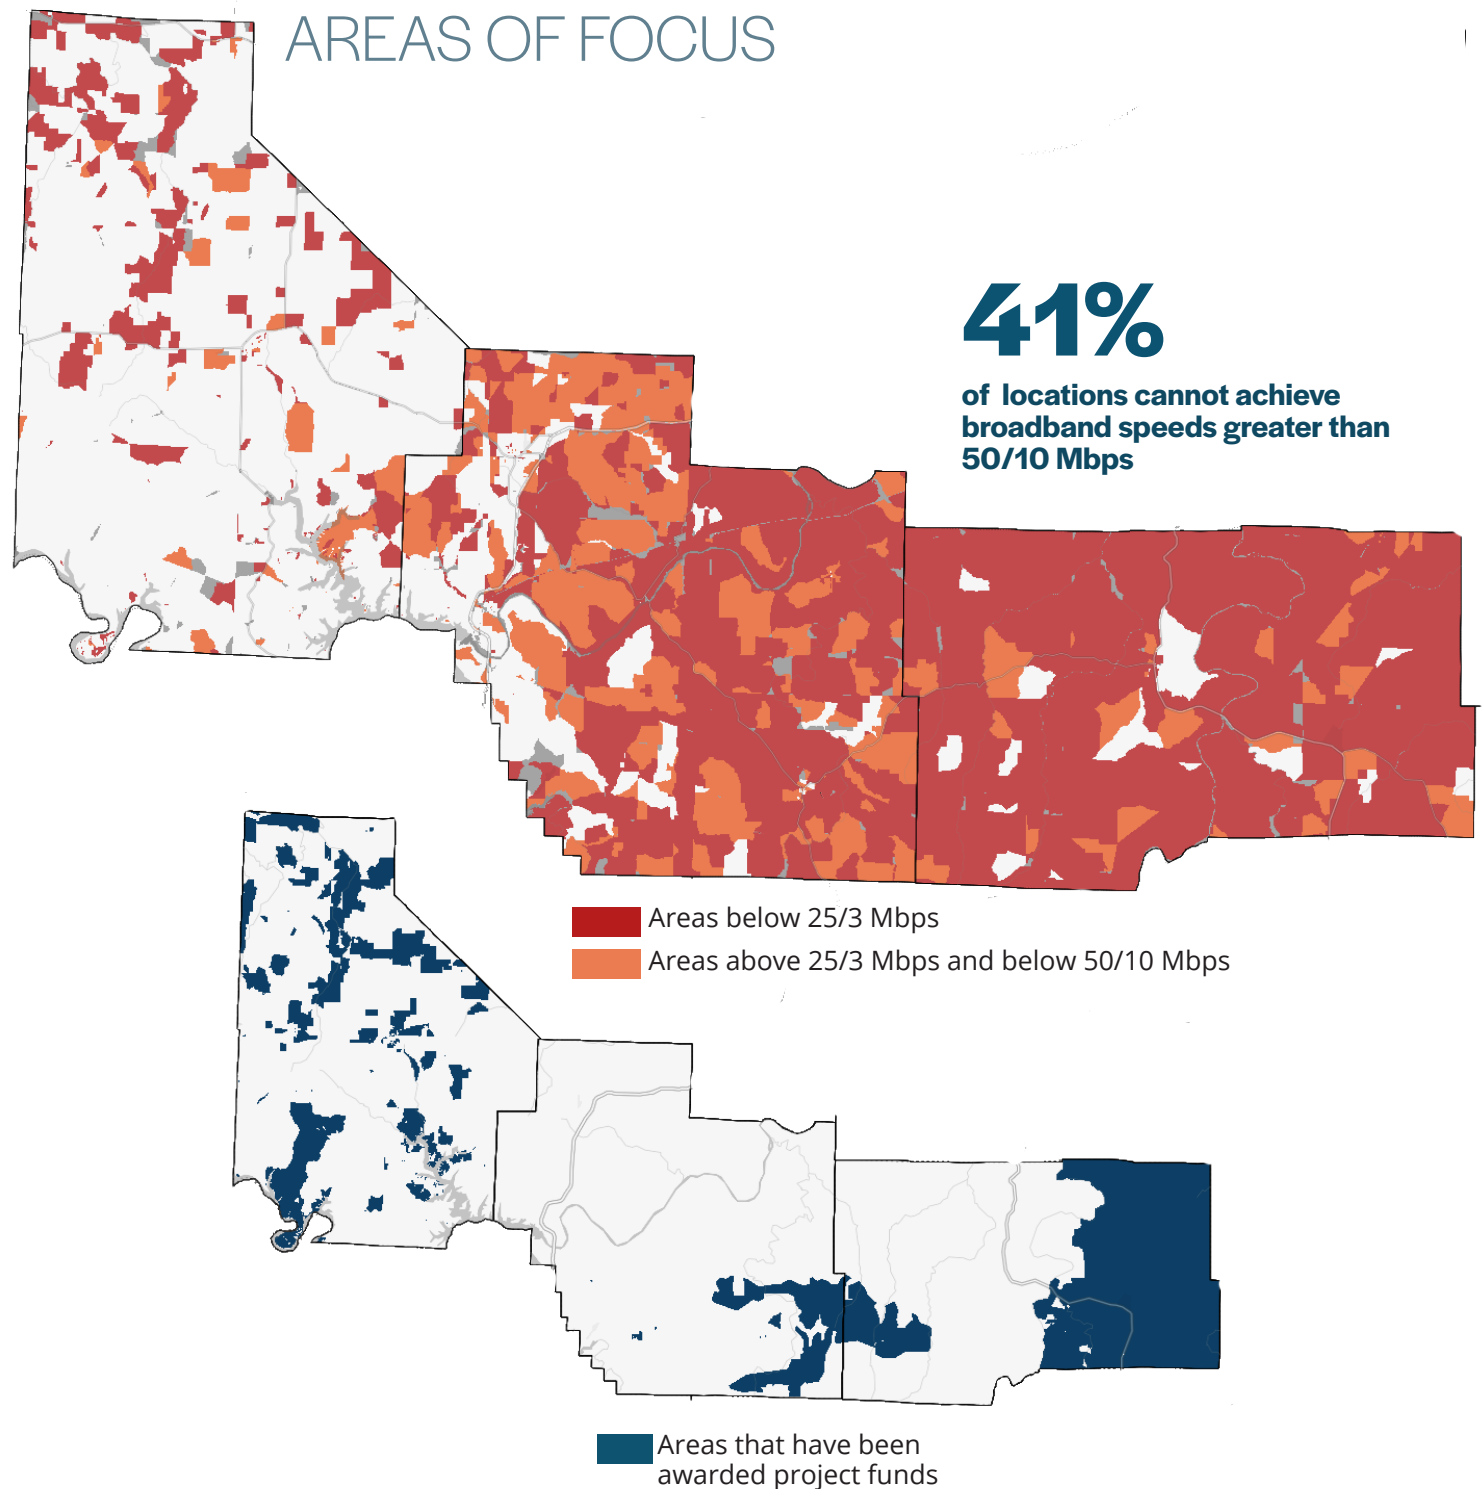 AREAS OF FOCUS
41%
of locations cannot achieve
broadband speeds greater than
50/10 Mbps
Areas below 25/3 Mbps
Areas above 25/3 Mbps and below 50/10 Mbps
Areas that have been
awarded project funds